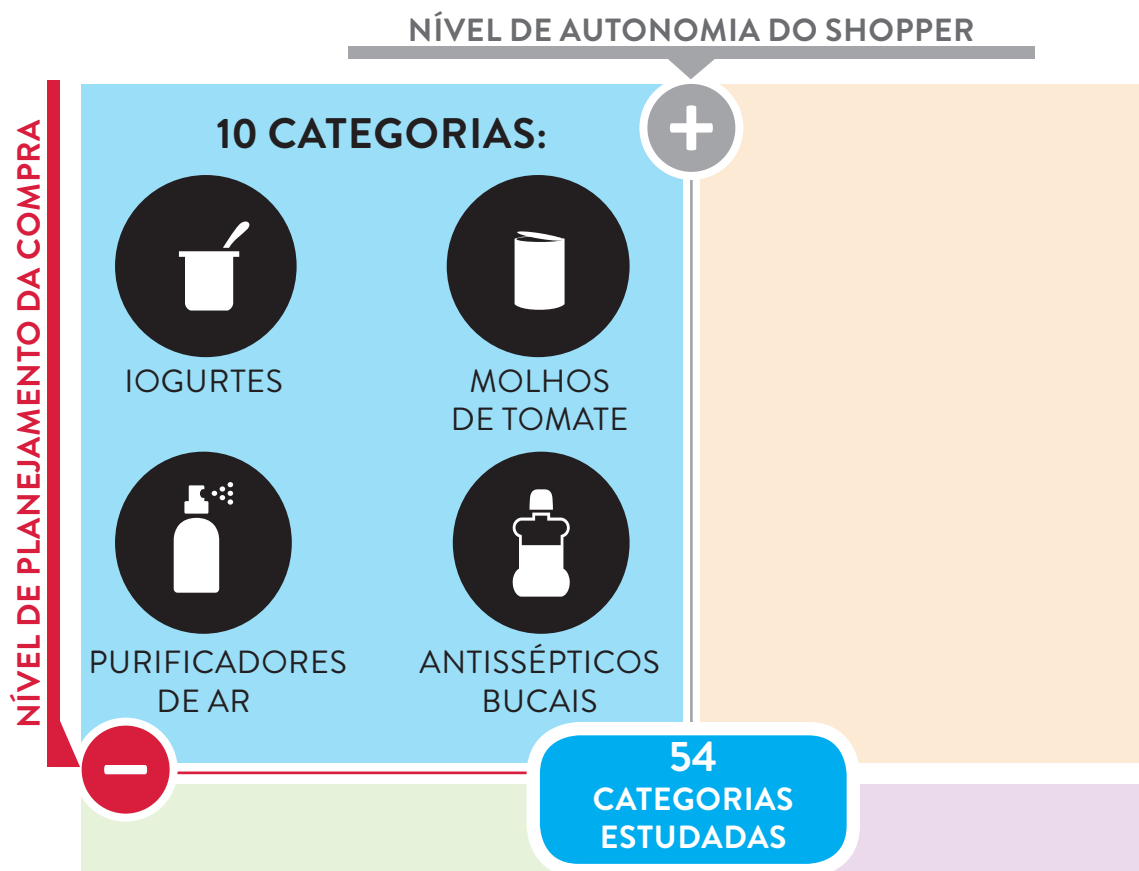 NÍVEL DE AUTONOMIA DO SHOPPER
NÍVEL DE PLANEJAMENTO DA COMPRA
10 CATEGORIAS:
IOGURTES
MOLHOS
DE TOMATE
PURIFICADORES
DE AR
ANTISSÉPTICOS
BUCAIS
54
CATEGORIAS
ESTUDADAS